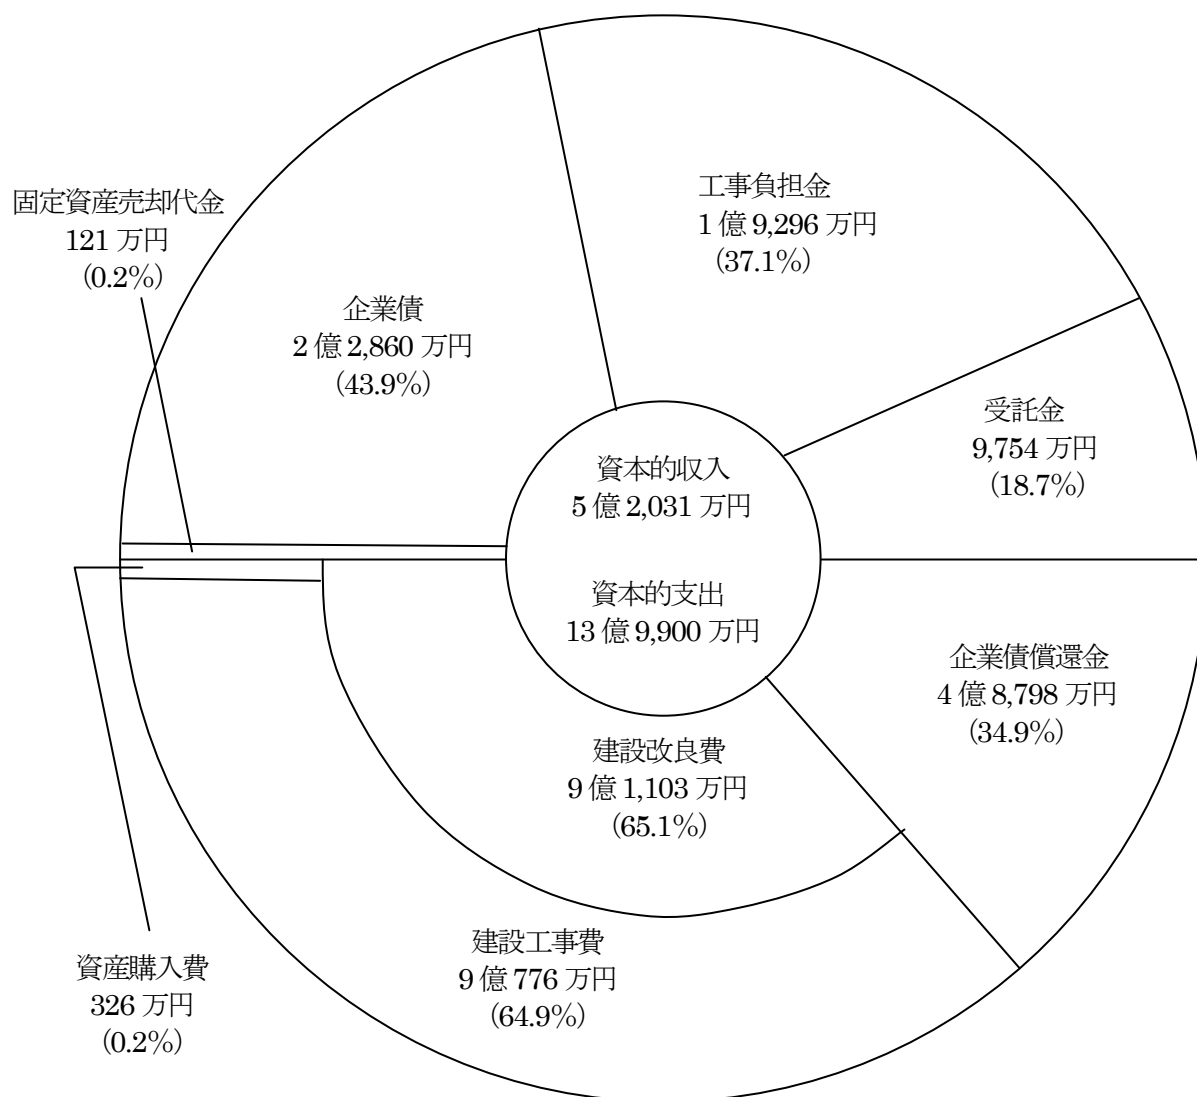 固定資産売却代金
121 万円
(0.2%)
企業債
2 億 2,860 万円
(43.9%)
工事負担金
1 億 9,296 万円
(37.1%)
受託金
9,754 万円
(18.7%)
資本的収入
5 億 2,031 万円
資本的支出
13 億 9,900 万円
企業債償還金
4 億 8,798 万円
(34.9%)
建設改良費
9 億 1,103 万円
(65.1%)
建設工事費
9 億 776 万円
(64.9%)
資産購入費
326 万円
(0.2%)